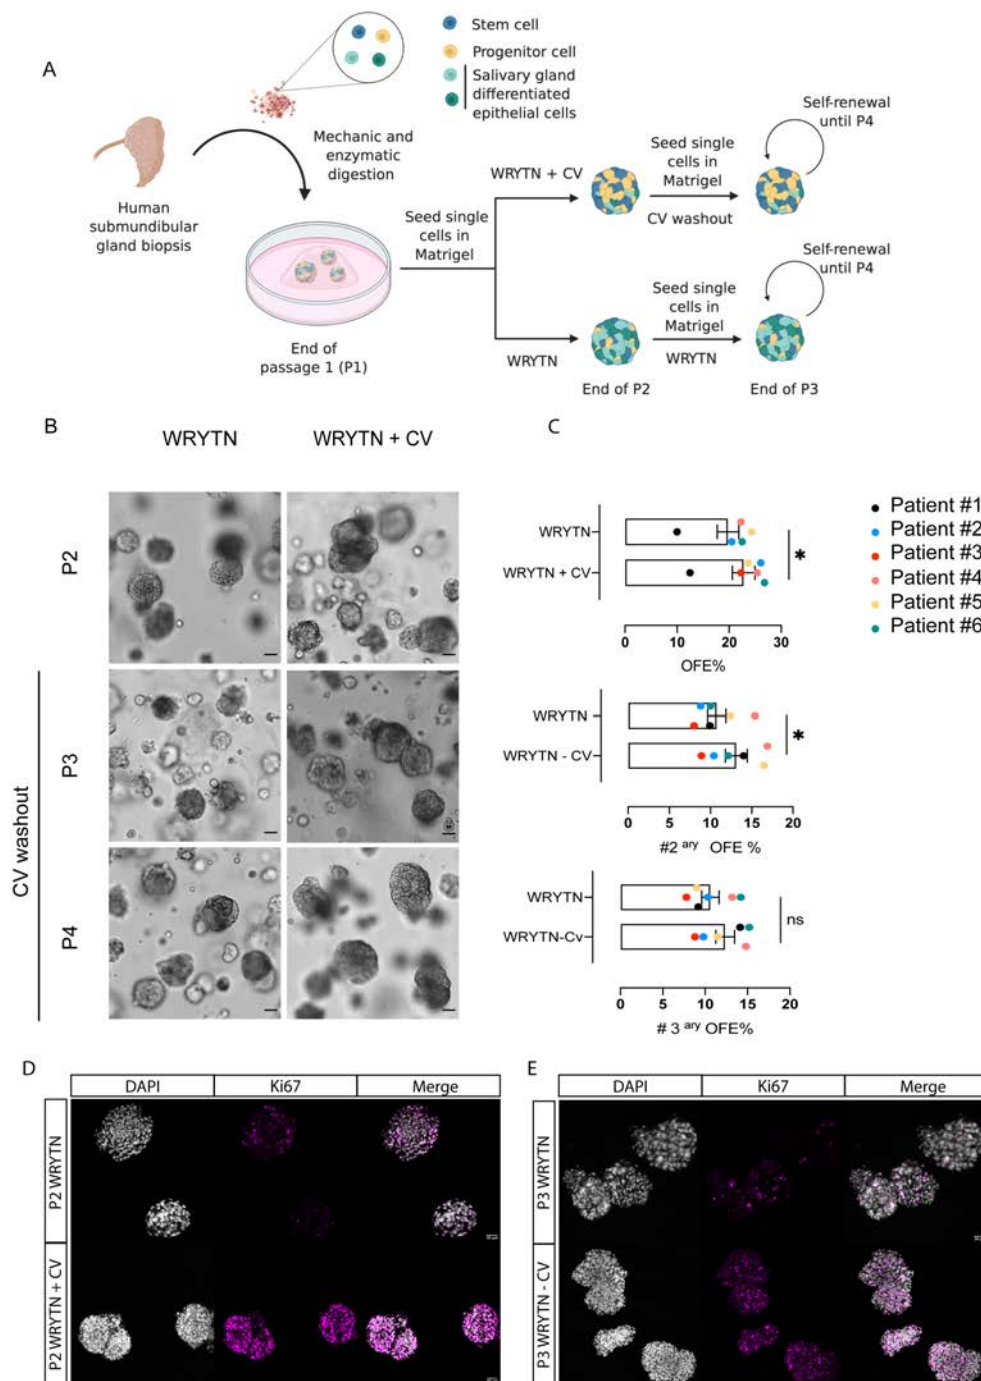 A
Stem cell
Progenitor cell
Salivary gland
differentiated
epithelial cells
Mechanic and
enzymatic
digestion
Human
submundibular
gland biopsis
Seed single
cells in
Matrigel
End of
passage 1 (P1)
WRYTN + CV
WRYTN
Seed single
cells in
Matrigel
CV washout
Self-renewal
until P4
Seed single
cells in
Matrigel
WRYTN
Self-renewal
until P4
End of P2
End of P3
B
WRYTN
WRYTN + CV
P2
P3
P4
CV washout
C
WRYTN
WRYTN + CV
*
0 10 20 30
OFE%
WRYTN
WRYTN - CV
*
0 5 10 15 20
#2 ary OFE %
WRYTN
WRYTN-Cv
ns
0 5 10 15 20
# 3 ary OFE%
Patient #1
Patient #2
Patient #3
Patient #4
Patient #5
Patient #6
D
DAPI
Ki67
Merge
P2 WRYTN
P2 WRYTN + CV
E
DAPI
Ki67
Merge
P3 WRYTN
P3 WRYTN - CV